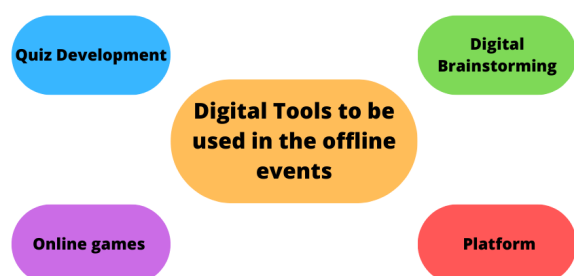 Quiz Development
Digital
Brainstorming
Digital Tools to be
used in the offline
events
Online games
Platform